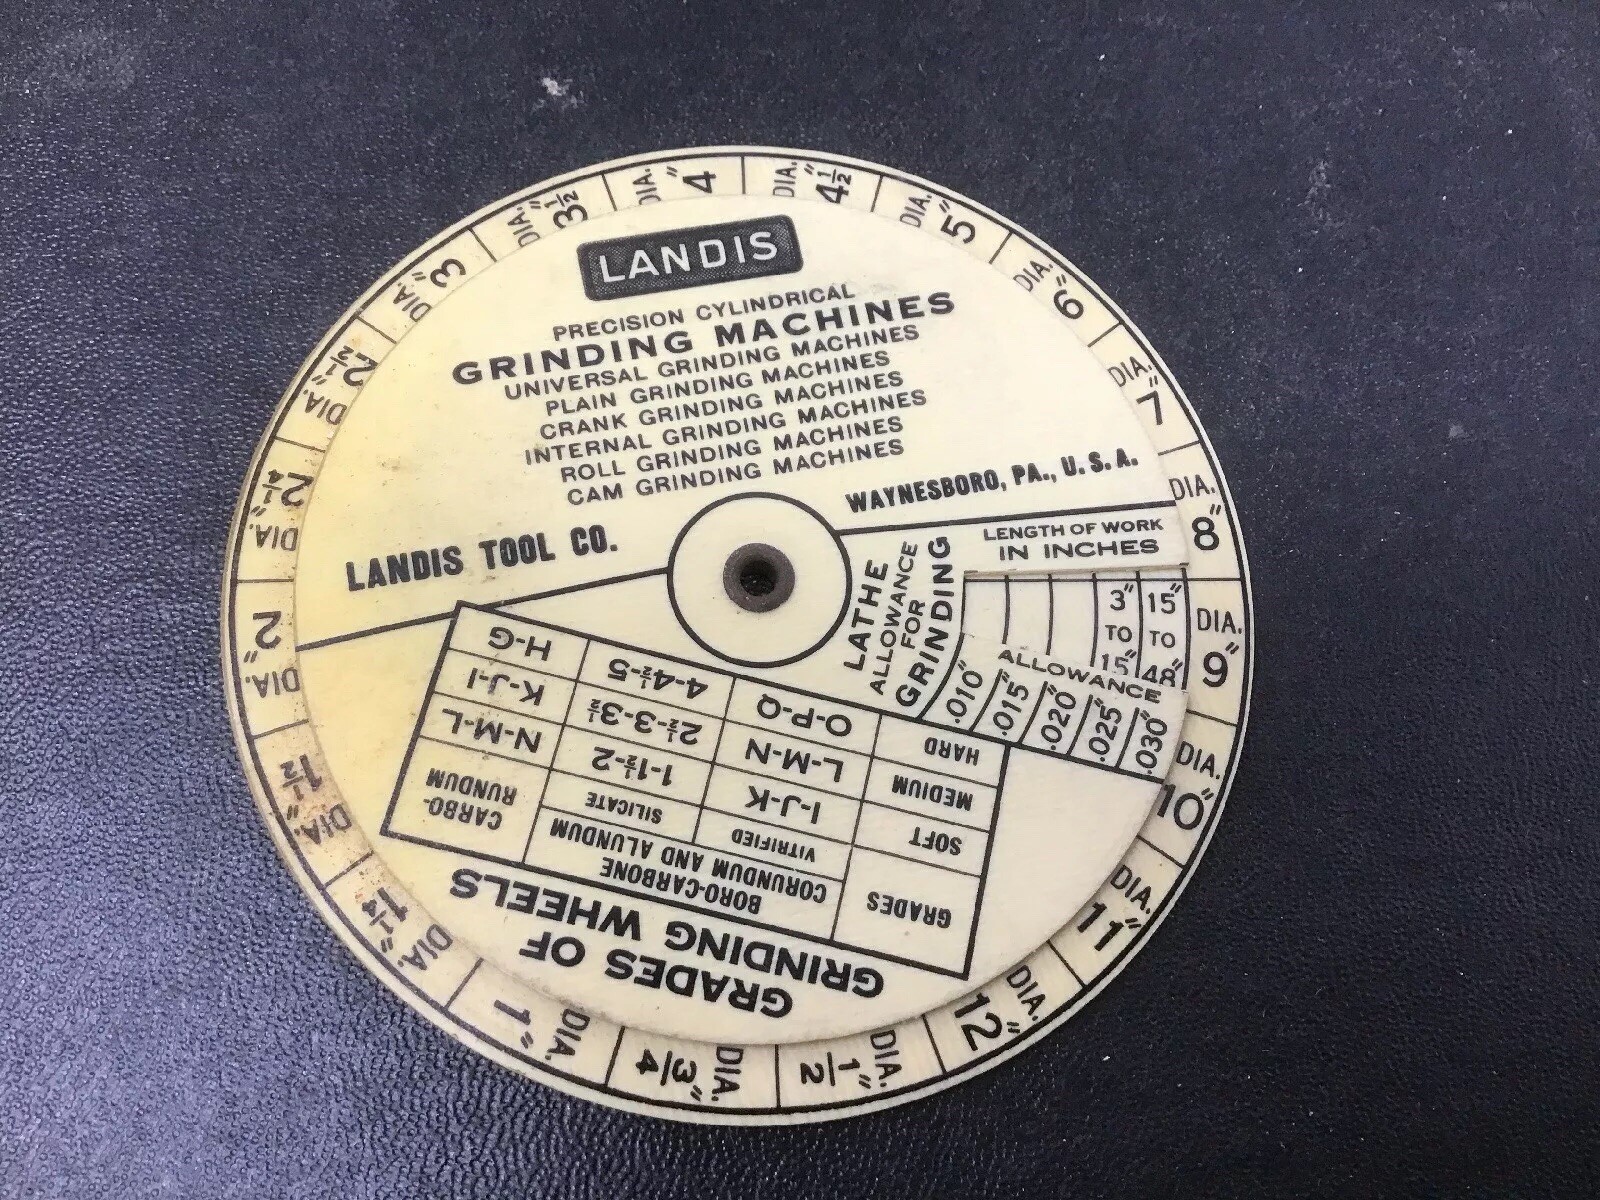 LANDIS
PRECISION CYLINDRICAL
GRINDING MACHINES
UNIVERSAL GRINDING MACHINES
PLAIN GRINDING MACHINES
CRANK GRINDING MACHINES
INTERNAL GRINDING MACHINES
ROLL GRINDING MACHINES
CAM GRINDING MACHINES
LANDIS TOOL CO.
WAYNESBORO, PA., U.S.A.
LENGTH OF WORK
IN INCHES
LATHE
ALLOWANCE
FOR
GRINDING
3" TO 15"
15" TO 48"
ALLOWANCE
.010" .015" .020" .025" .030"
GRADES OF
GRINDING WHEELS
GRADES
BORO-CARBONE
CORUNDUM AND ALUNDUM
CARBO-
RUNDUM
VITRIFIED SILICATE
SOFT I-J-K 1-1½-2 N-M-L
MEDIUM L-M-N 2½-3-3½ K-J-I
HARD O-P-Q 4-4½-5 H-G
DIA. 1/2"
DIA. 3/4"
DIA. 1"
DIA. 1¼"
DIA. 1½"
DIA. 2"
DIA. 2¼"
DIA. 2½"
DIA. 3"
DIA. 3½"
DIA. 4"
DIA. 4½"
DIA. 5"
DIA. 6"
DIA. 7"
DIA. 8"
DIA. 9"
DIA. 10"
DIA. 11"
DIA. 12"